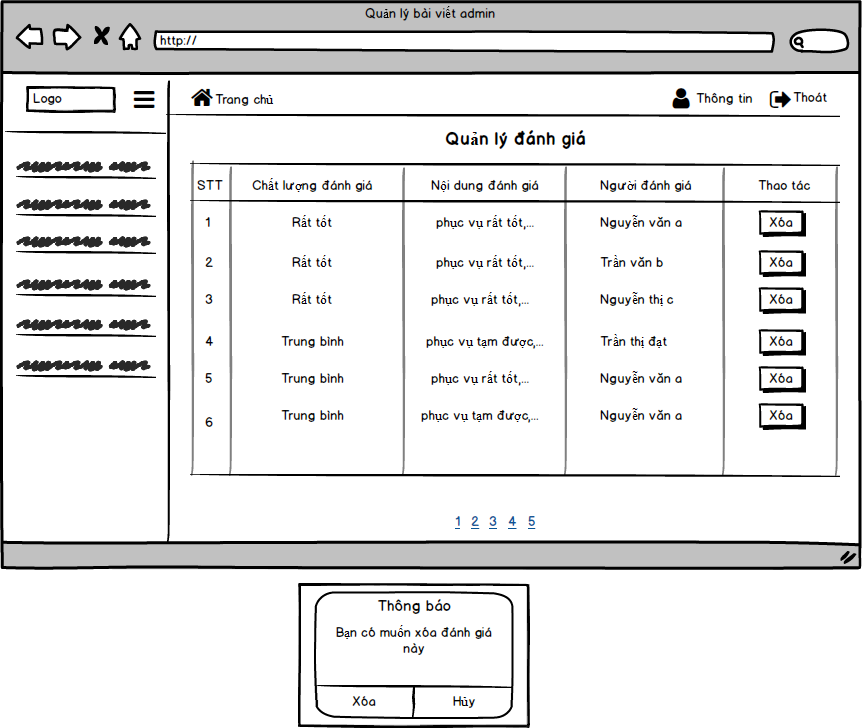 Quản lý bài viết admin
http://
Logo
Trang chủ
Thông tin
Thoát
Quản lý đánh giá
STT Chất lượng đánh giá Nội dung đánh giá Người đánh giá Thao tác
1 Rất tốt phục vụ rất tốt,... Nguyễn văn a Xóa
2 Rất tốt phục vụ rất tốt,... Trần văn b Xóa
3 Rất tốt phục vụ rất tốt,... Nguyễn thị c Xóa
4 Trung bình phục vụ tạm được,... Trần thị đạt Xóa
5 Trung bình phục vụ rất tốt,... Nguyễn văn a Xóa
6 Trung bình phục vụ tạm được,... Nguyễn văn a Xóa
1 2 3 4 5
Thông báo
Bạn có muốn xóa đánh giá
này
Xóa Hủy